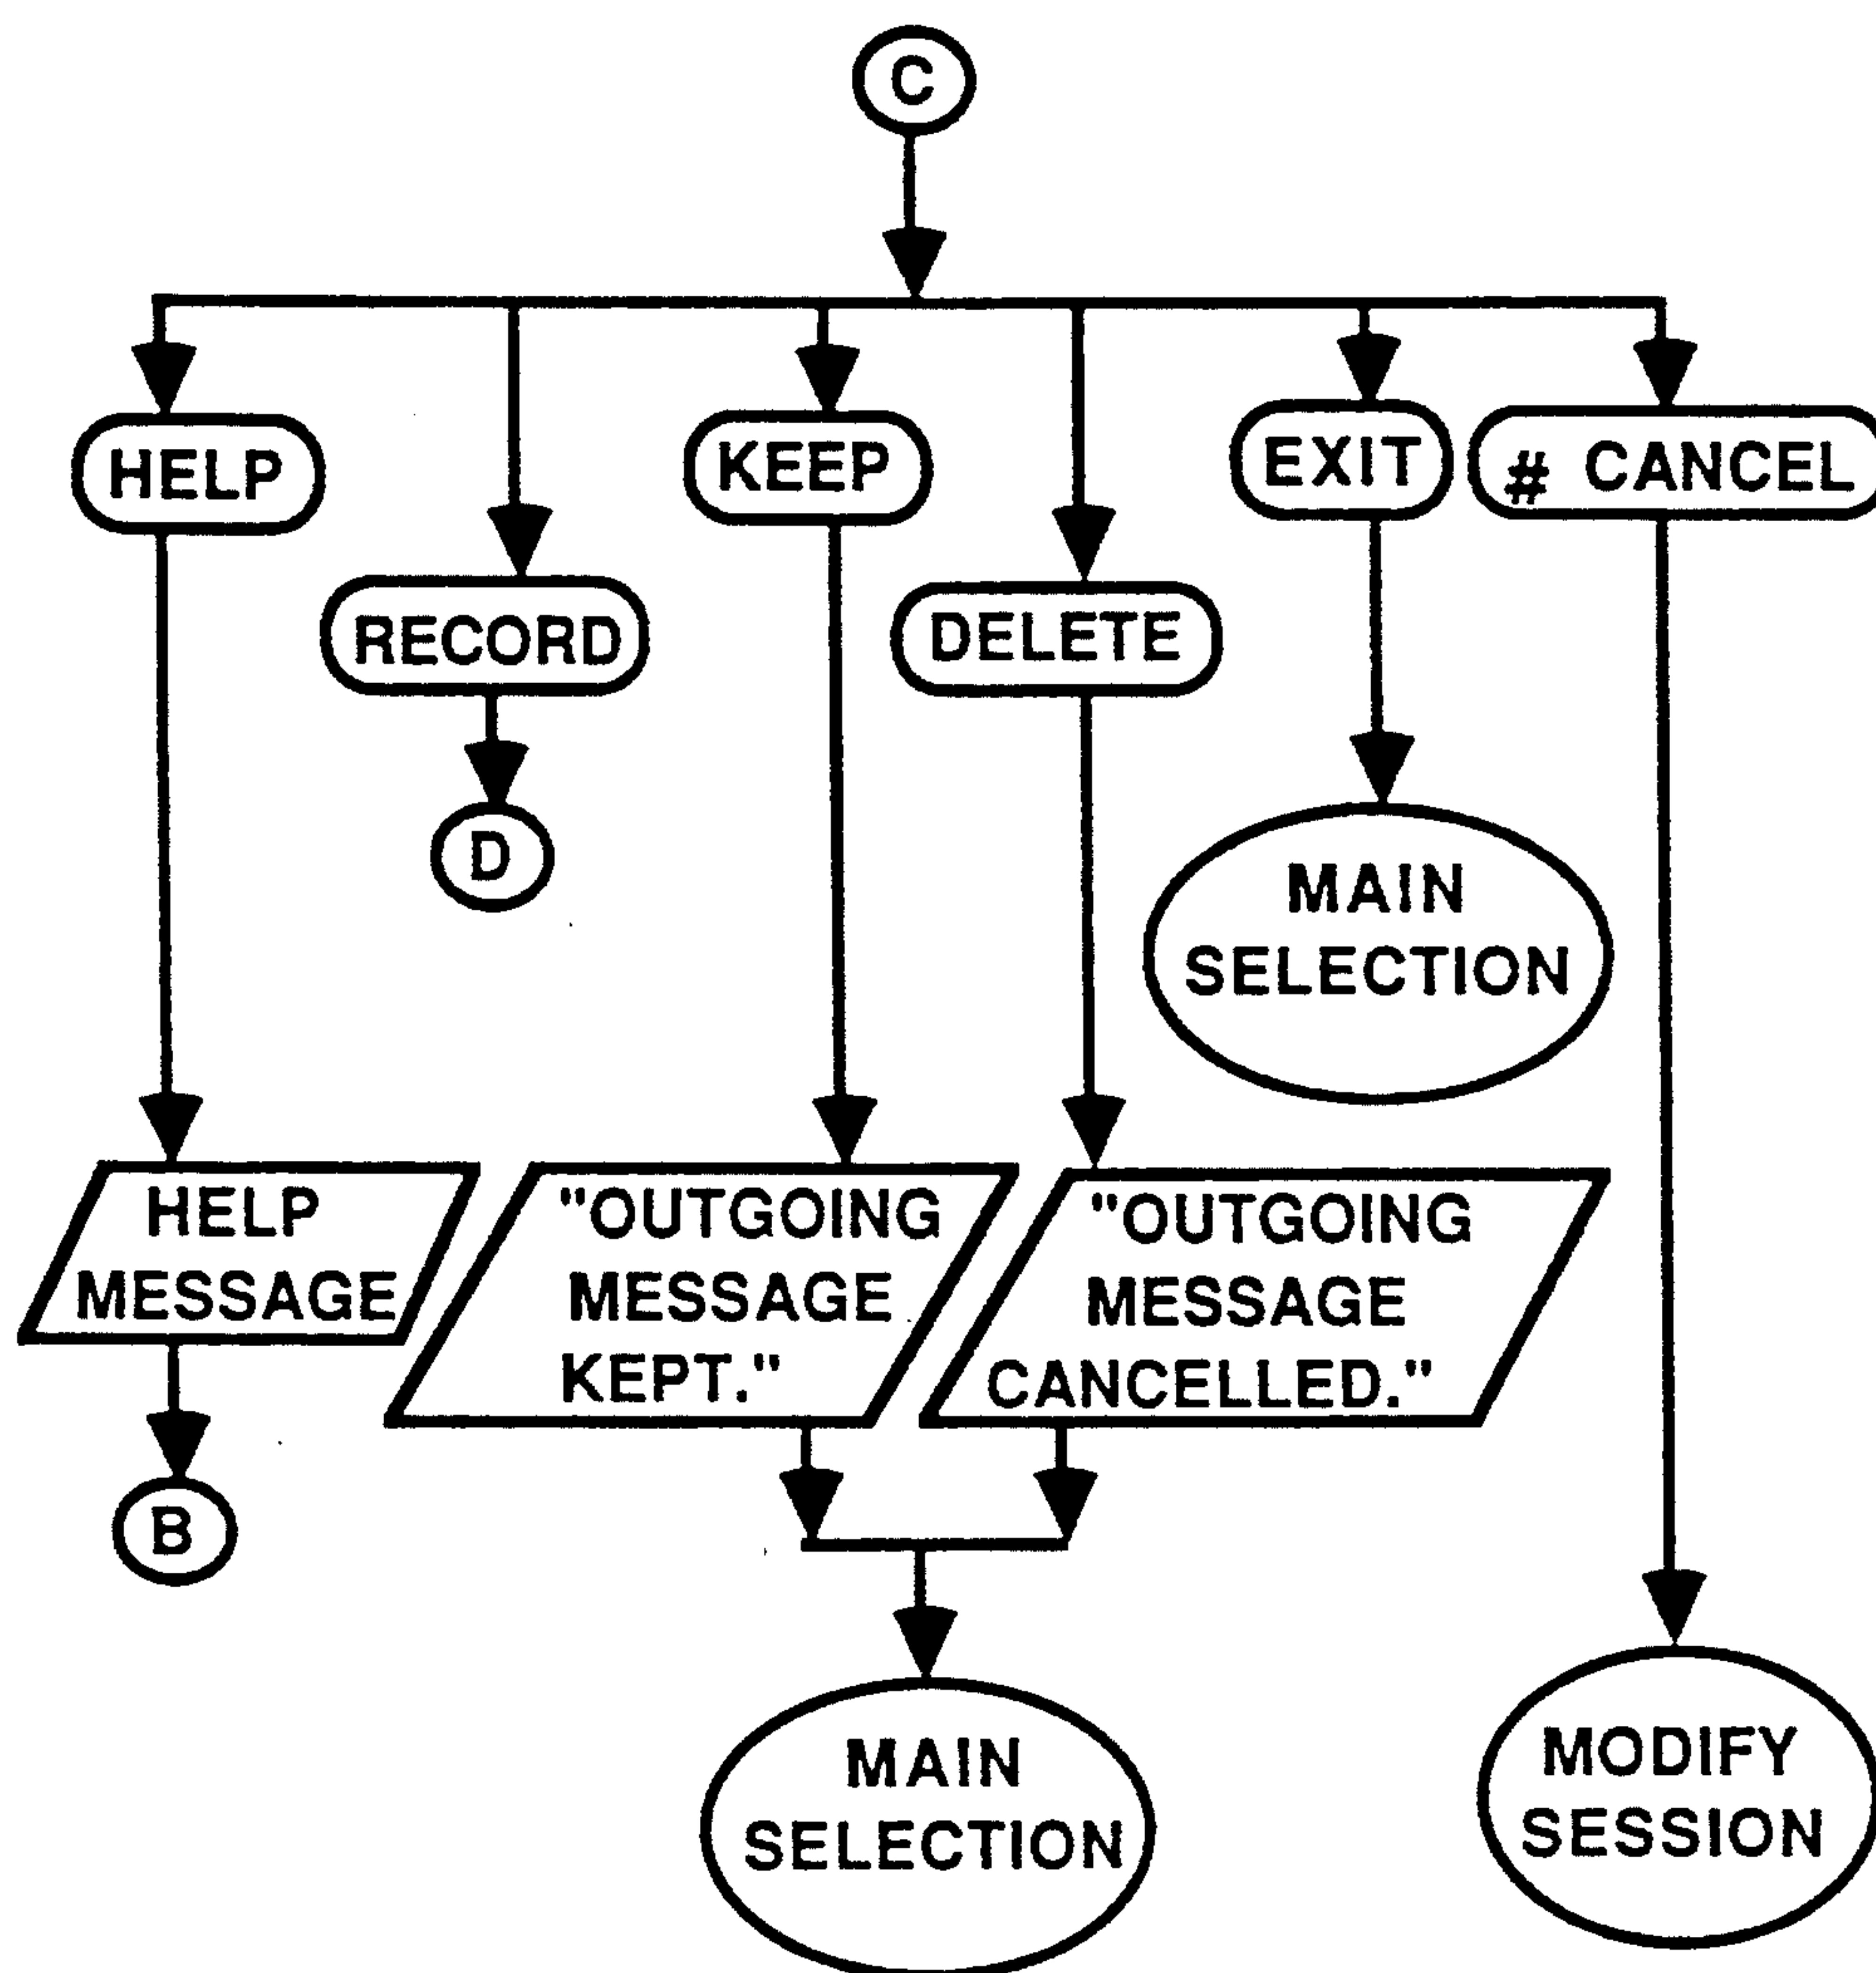 C
HELP
KEEP
EXIT
# CANCEL
RECORD
DELETE
D
MAIN
SELECTION
HELP
MESSAGE
"OUTGOING
MESSAGE
KEPT."
"OUTGOING
MESSAGE
CANCELLED."
B
MAIN
SELECTION
MODIFY
SESSION